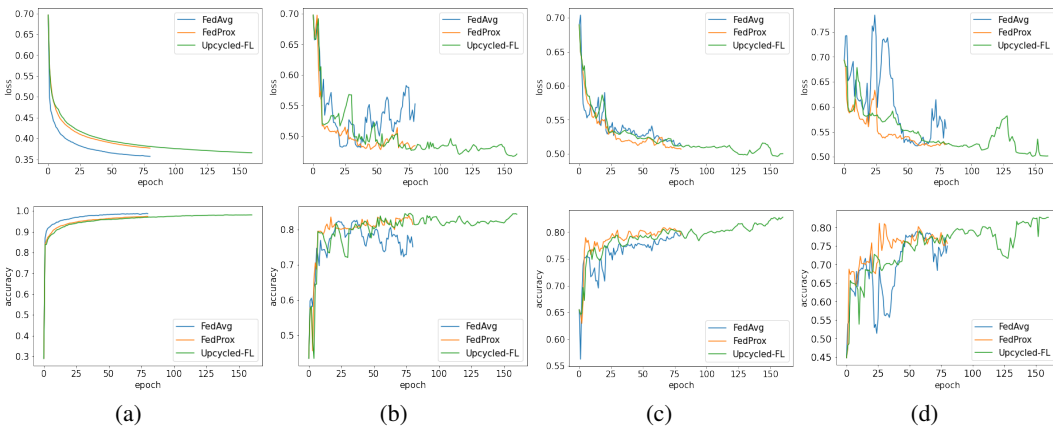 0.70
0.65
0.60
0.55
0.50
0.45
0.40
0.35
loss
0 25 50 75 100 125 150
epoch
FedAvg
FedProx
Upcycled-FL
0.70
0.65
0.60
0.55
0.50
loss
0 25 50 75 100 125 150
epoch
FedAvg
FedProx
Upcycled-FL
0.70
0.65
0.60
0.55
0.50
loss
0 25 50 75 100 125 150
epoch
FedAvg
FedProx
Upcycled-FL
0.75
0.70
0.65
0.60
0.55
0.50
loss
0 25 50 75 100 125 150
epoch
FedAvg
FedProx
Upcycled-FL
1.0
0.9
0.8
0.7
0.6
0.5
0.4
0.3
accuracy
0 25 50 75 100 125 150
epoch
FedAvg
FedProx
Upcycled-FL
0.8
0.7
0.6
0.5
accuracy
0 25 50 75 100 125 150
epoch
FedAvg
FedProx
Upcycled-FL
0.80
0.75
0.70
0.65
0.60
0.55
accuracy
0 25 50 75 100 125 150
epoch
FedAvg
FedProx
Upcycled-FL
0.80
0.75
0.70
0.65
0.60
0.55
0.50
0.45
accuracy
0 25 50 75 100 125 150
epoch
FedAvg
FedProx
Upcycled-FL
(a) (b) (c) (d)